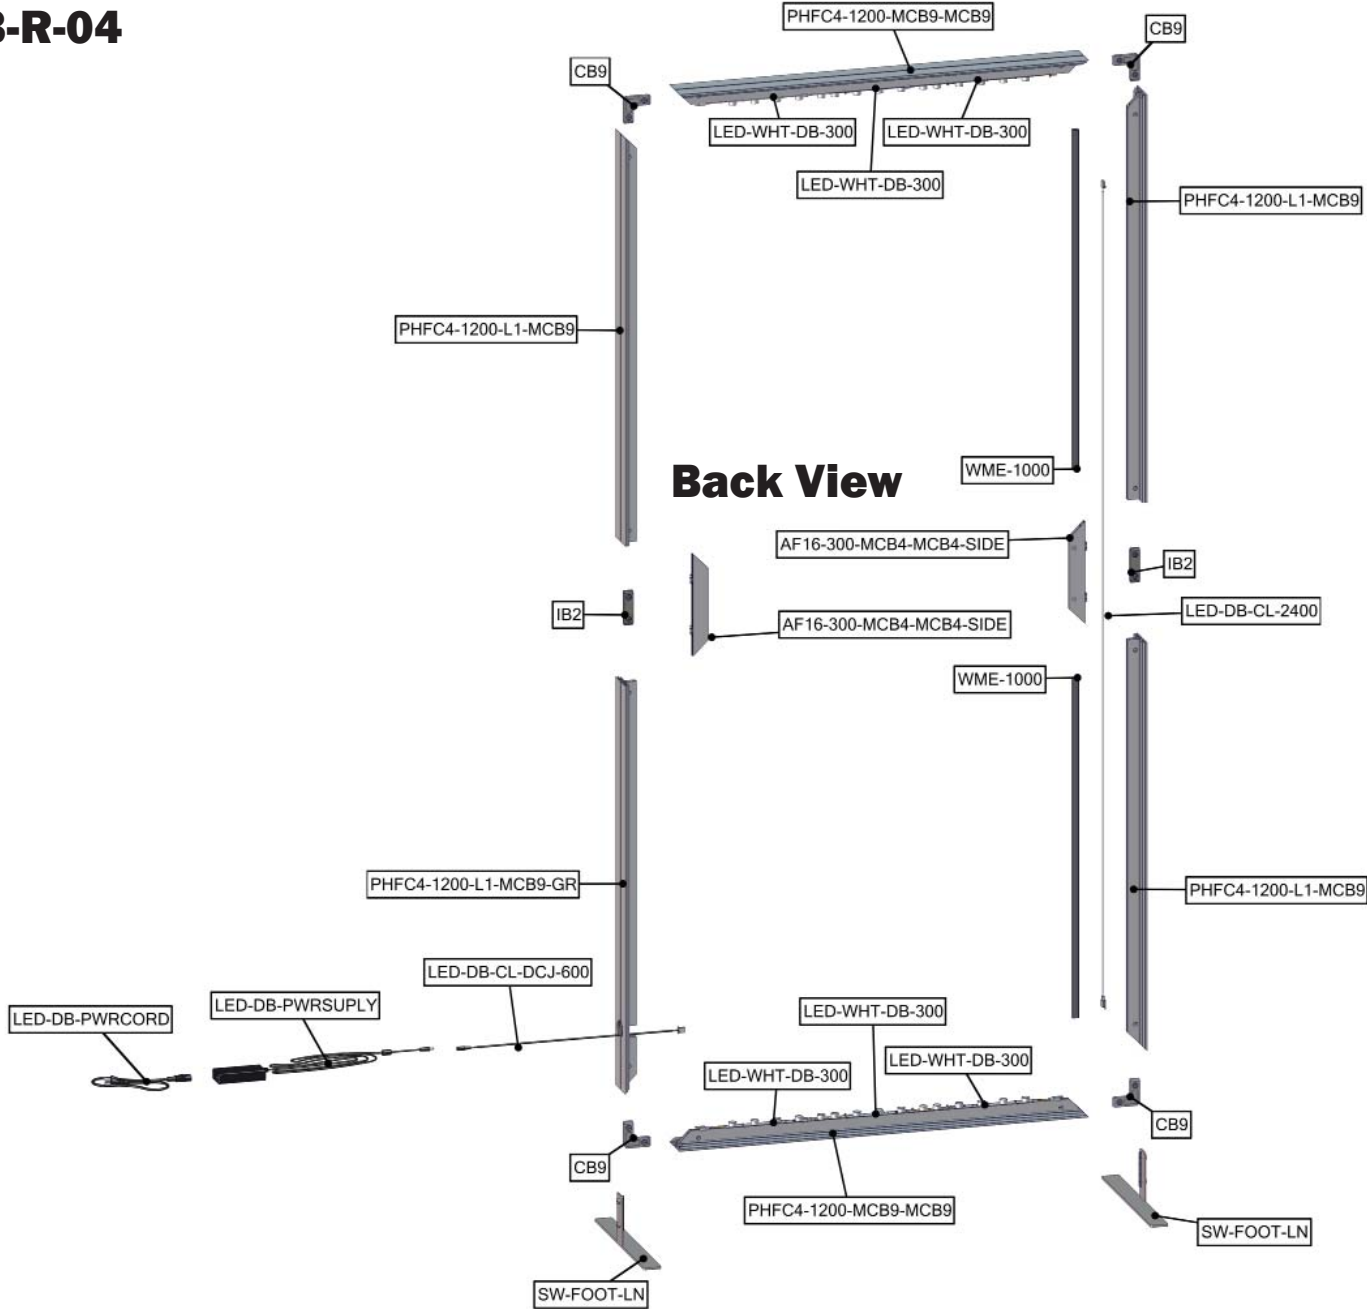 B-R-04
PHFC4-1200-MCB9-MCB9
CB9
CB9
LED-WHT-DB-300
LED-WHT-DB-300
LED-WHT-DB-300
PHFC4-1200-L1-MCB9
PHFC4-1200-L1-MCB9
Back View
WME-1000
AF16-300-MCB4-MCB4-SIDE
IB2
IB2
AF16-300-MCB4-MCB4-SIDE
LED-DB-CL-2400
WME-1000
PHFC4-1200-L1-MCB9-GR
PHFC4-1200-L1-MCB9
LED-DB-CL-DCJ-600
LED-DB-PWRSUPLY
LED-DB-PWRCORD
LED-WHT-DB-300
LED-WHT-DB-300
LED-WHT-DB-300
CB9
CB9
PHFC4-1200-MCB9-MCB9
SW-FOOT-LN
SW-FOOT-LN